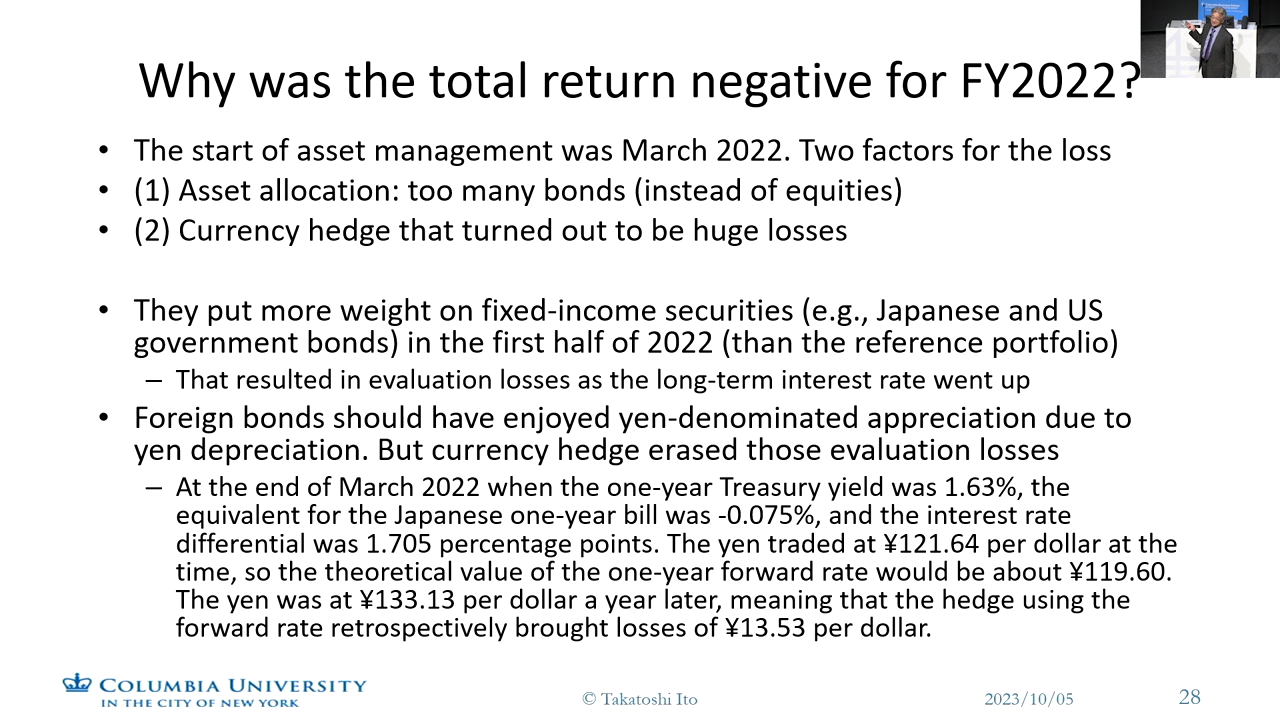 Why was the total return negative for FY2022?
• The start of asset management was March 2022. Two factors for the loss
• (1) Asset allocation: too many bonds (instead of equities)
• (2) Currency hedge that turned out to be huge losses
• They put more weight on fixed-income securities (e.g., Japanese and US
government bonds) in the first half of 2022 (than the reference portfolio)
– That resulted in evaluation losses as the long-term interest rate went up
• Foreign bonds should have enjoyed yen-denominated appreciation due to
yen depreciation. But currency hedge erased those evaluation losses
– At the end of March 2022 when the one-year Treasury yield was 1.63%, the
equivalent for the Japanese one-year bill was -0.075%, and the interest rate
differential was 1.705 percentage points. The yen traded at ¥121.64 per dollar at the
time, so the theoretical value of the one-year forward rate would be about ¥119.60.
The yen was at ¥133.13 per dollar a year later, meaning that the hedge using the
forward rate retrospectively brought losses of ¥13.53 per dollar.
COLUMBIA UNIVERSITY
IN THE CITY OF NEW YORK
© Takatoshi Ito
2023/10/05
28